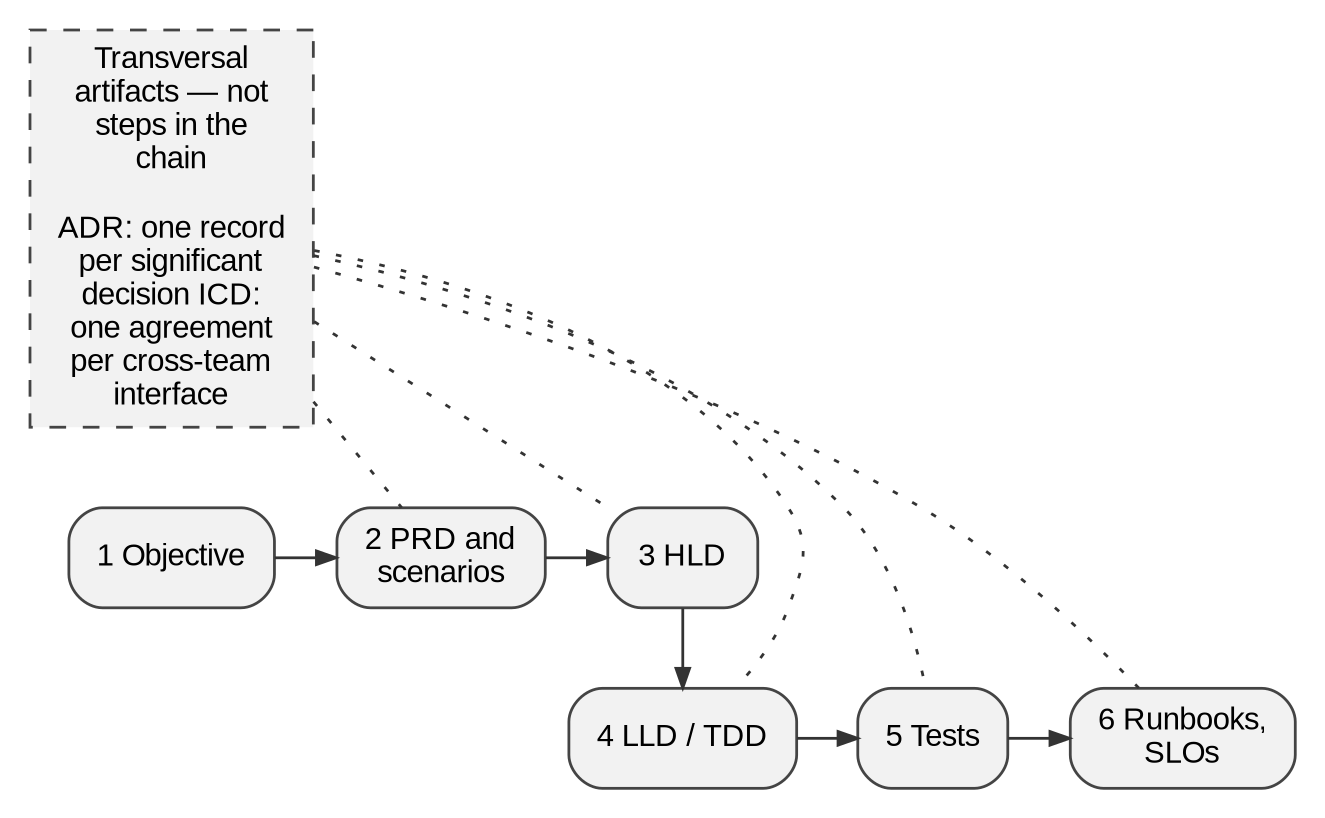 Transversal
artifacts — not
steps in the
chain
ADR: one record
per significant
decision ICD:
one agreement
per cross-team
interface
1 Objective
2 PRD and
scenarios
3 HLD
4 LLD / TDD
5 Tests
6 Runbooks,
SLOs